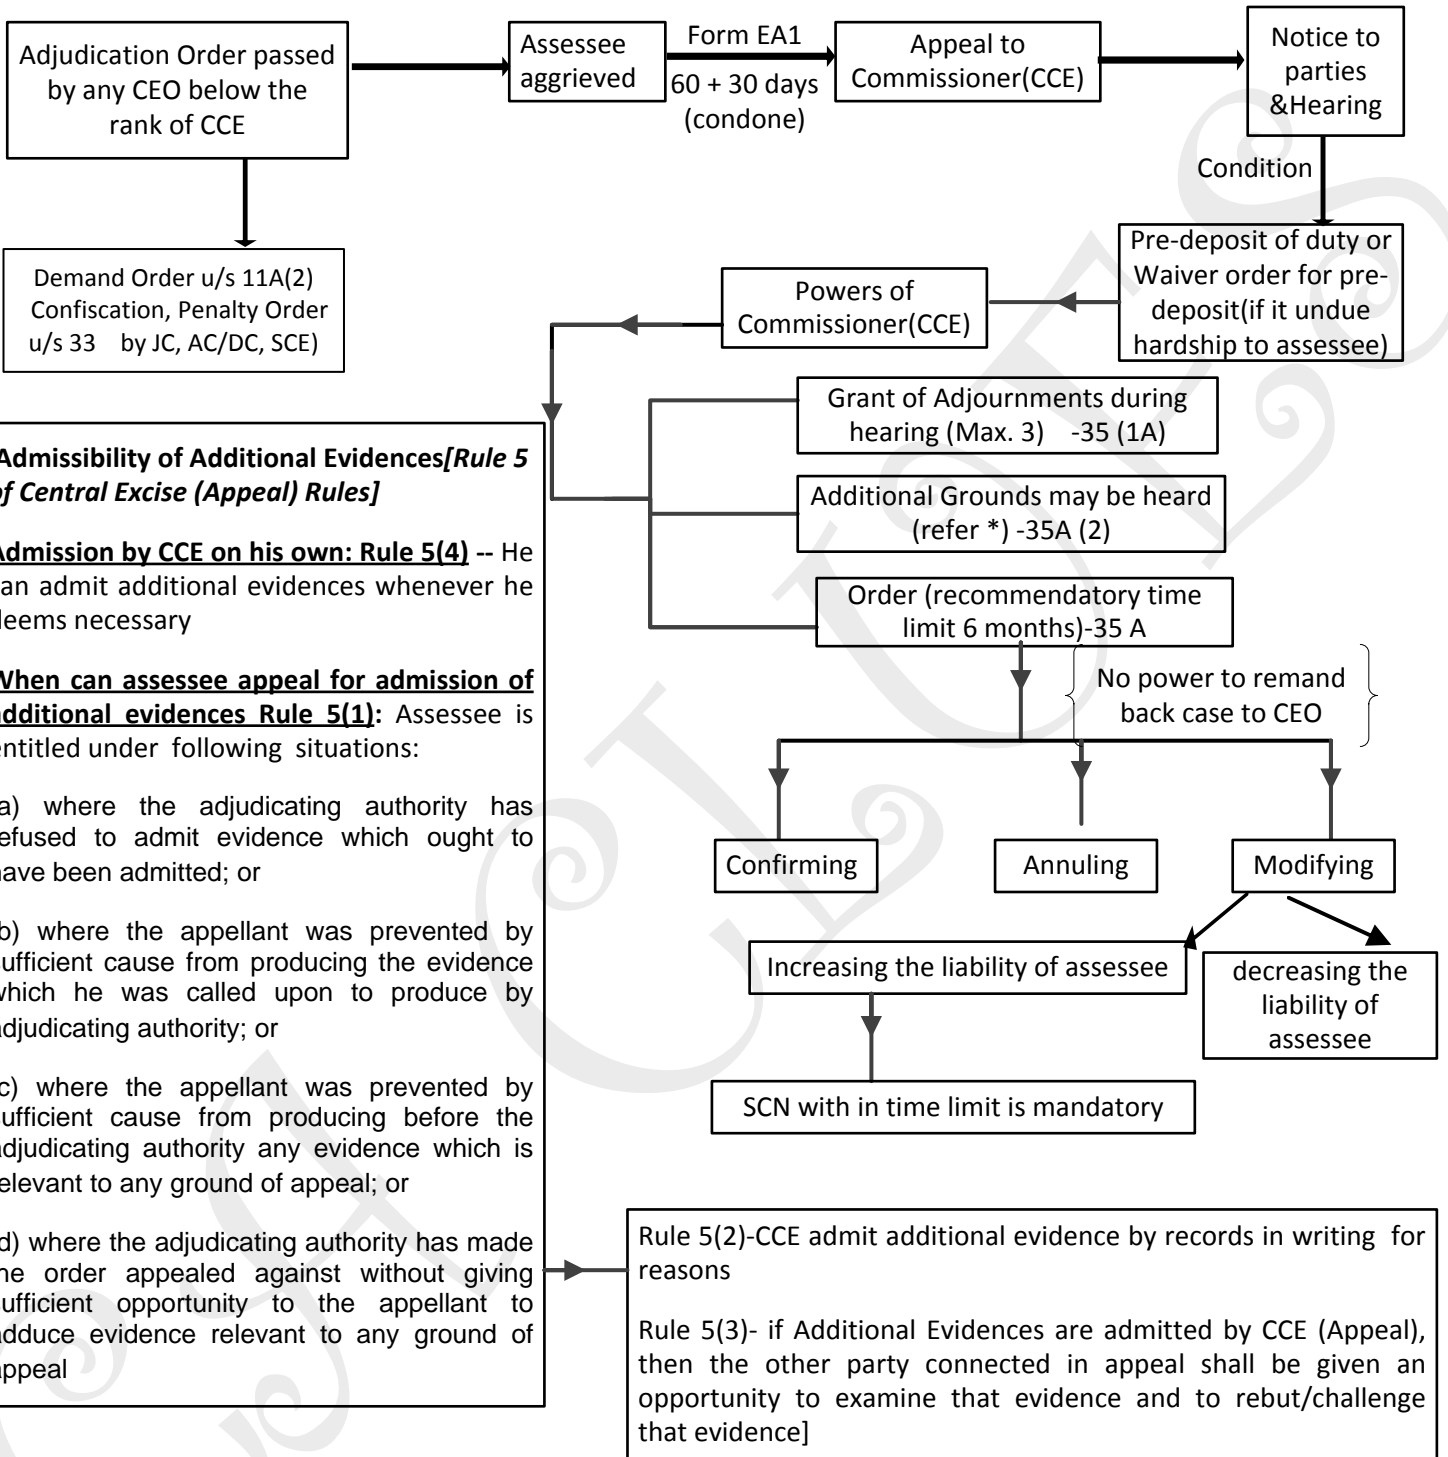 Adjudication Order passed
by any CEO below the
rank of CCE
Assessee
aggrieved
Form EA1
60 + 30 days
(condone)
Appeal to
Commissioner(CCE)
Notice to
parties
&Hearing
Condition
Demand Order u/s 11A(2)
Confiscation, Penalty Order
u/s 33 by JC, AC/DC, SCE)
Pre-deposit of duty or
Waiver order for pre-
deposit(if it undue
hardship to assessee)
Powers of
Commissioner(CCE)
Grant of Adjournments during
hearing (Max. 3) -35 (1A)
Additional Grounds may be heard
(refer *) -35A (2)
Order (recommendatory time
limit 6 months)-35 A
No power to remand
back case to CEO
Confirming
Annuling
Modifying
Increasing the liability of assessee
decreasing the
liability of
assessee
SCN with in time limit is mandatory
Admissibility of Additional Evidences[Rule 5
of Central Excise (Appeal) Rules]
Admission by CCE on his own: Rule 5(4) -- He
an admit additional evidences whenever he
deems necessary
When can assessee appeal for admission of
additional evidences Rule 5(1): Assessee is
entitled under following situations:
a) where the adjudicating authority has
refused to admit evidence which ought to
have been admitted; or
b) where the appellant was prevented by
sufficient cause from producing the evidence
which he was called upon to produce by
adjudicating authority; or
c) where the appellant was prevented by
sufficient cause from producing before the
adjudicating authority any evidence which is
relevant to any ground of appeal; or
d) where the adjudicating authority has made
the order appealed against without giving
sufficient opportunity to the appellant to
adduce evidence relevant to any ground of
appeal
Rule 5(2)-CCE admit additional evidence by records in writing for
reasons
Rule 5(3)- if Additional Evidences are admitted by CCE (Appeal),
then the other party connected in appeal shall be given an
opportunity to examine that evidence and to rebut/challenge
that evidence]